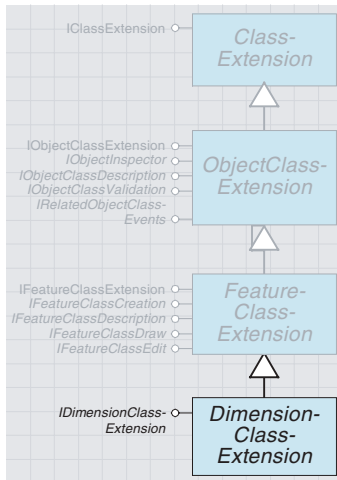 IClassExtension
Class-
Extension
IObjectClassExtension
IObjectInspector
IObjectClassDescription
IObjectClassValidation
IRelatedObjectClass-
Events
ObjectClass-
Extension
IFeatureClassExtension
IFeatureClassCreation
IFeatureClassDescription
IFeatureClassDraw
IFeatureClassEdit
Feature-
Class-
Extension
IDimensionClass-
Extension
Dimension-
Class-
Extension